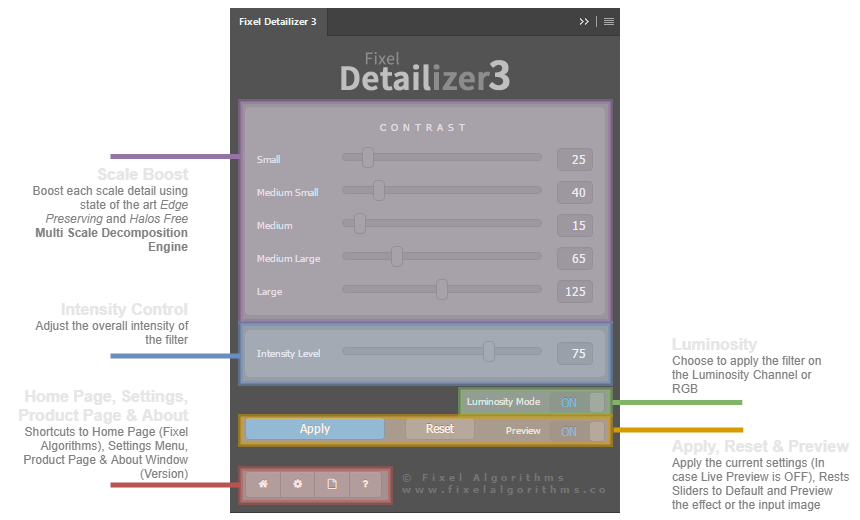 Fixel Detailizer 3
Fixel
Detailizer3
CONTRAST
Small 25
Medium Small 40
Medium 15
Medium Large 65
Large 125
Intensity Level 75
Luminosity Mode ON
Apply Reset Preview ON
?
© Fixel Algorithms
www.fixelalgorithms.co
Scale Boost
Boost each scale detail using
state of the art Edge
Preserving and Halos Free
Multi Scale Decomposition
Engine
Intensity Control
Adjust the overall intensity of
the filter
Home Page, Settings,
Product Page & About
Shortcuts to Home Page (Fixel
Algorithms), Settings Menu,
Product Page & About Window
(Version)
Luminosity
Choose to apply the filter on
the Luminosity Channel or
RGB
Apply, Reset & Preview
Apply the current settings (In
case Live Preview is OFF), Rests
Sliders to Default and Preview
the effect or the input image